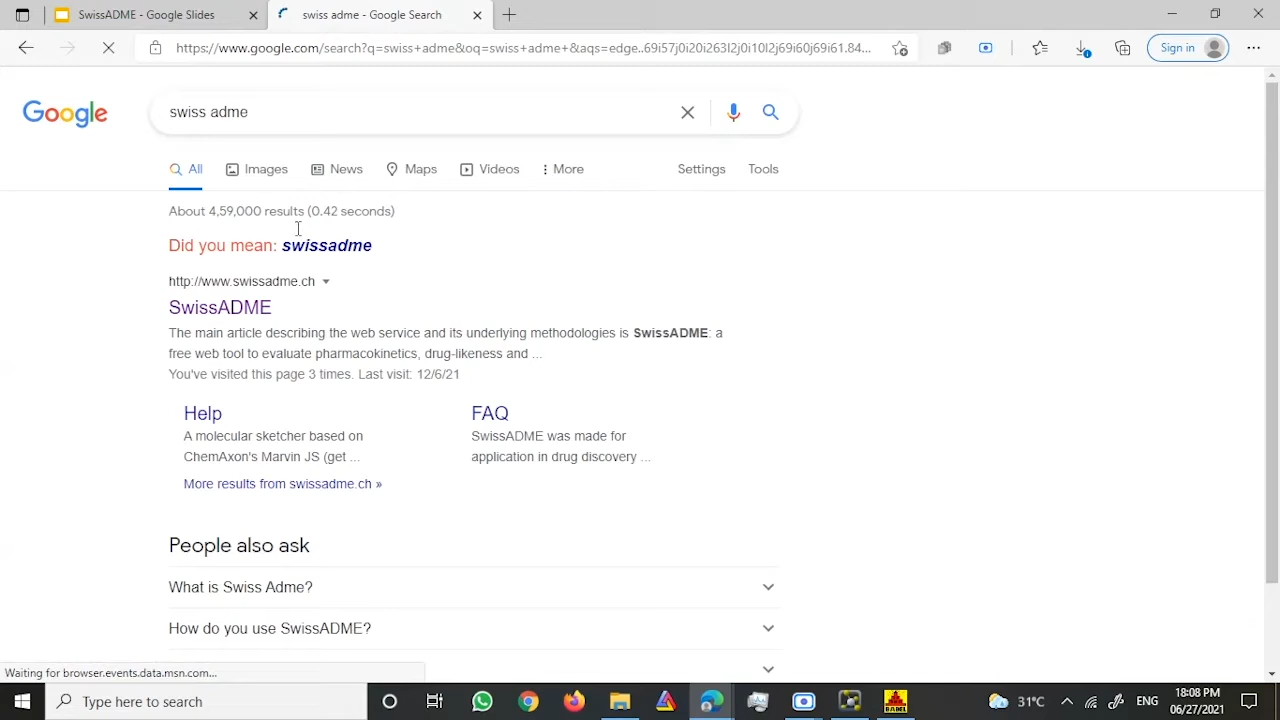 SwissADME - Google Slides
swiss adme - Google Search
https://www.google.com/search?q=swiss+adme&oq=swiss+adme+&aqs=edge..69i57j0i20i263l2j0i10l2j69i60j69i61.84...
Sign in
Google
swiss adme
All
Images
News
Maps
Videos
More
Settings
Tools
About 4,59,000 results (0.42 seconds)
Did you mean: swissadme
http://www.swissadme.ch
SwissADME
The main article describing the web service and its underlying methodologies is SwissADME: a
free web tool to evaluate pharmacokinetics, drug-likeness and ...
You've visited this page 3 times. Last visit: 12/6/21
Help
FAQ
A molecular sketcher based on
ChemAxon's Marvin JS (get ...
SwissADME was made for
application in drug discovery ...
More results from swissadme.ch »
People also ask
What is Swiss Adme?
How do you use SwissADME?
Waiting for browser.events.data.msn.com...
Type here to search
BABEL
31°C
ENG
18:08 PM
06/27/2021